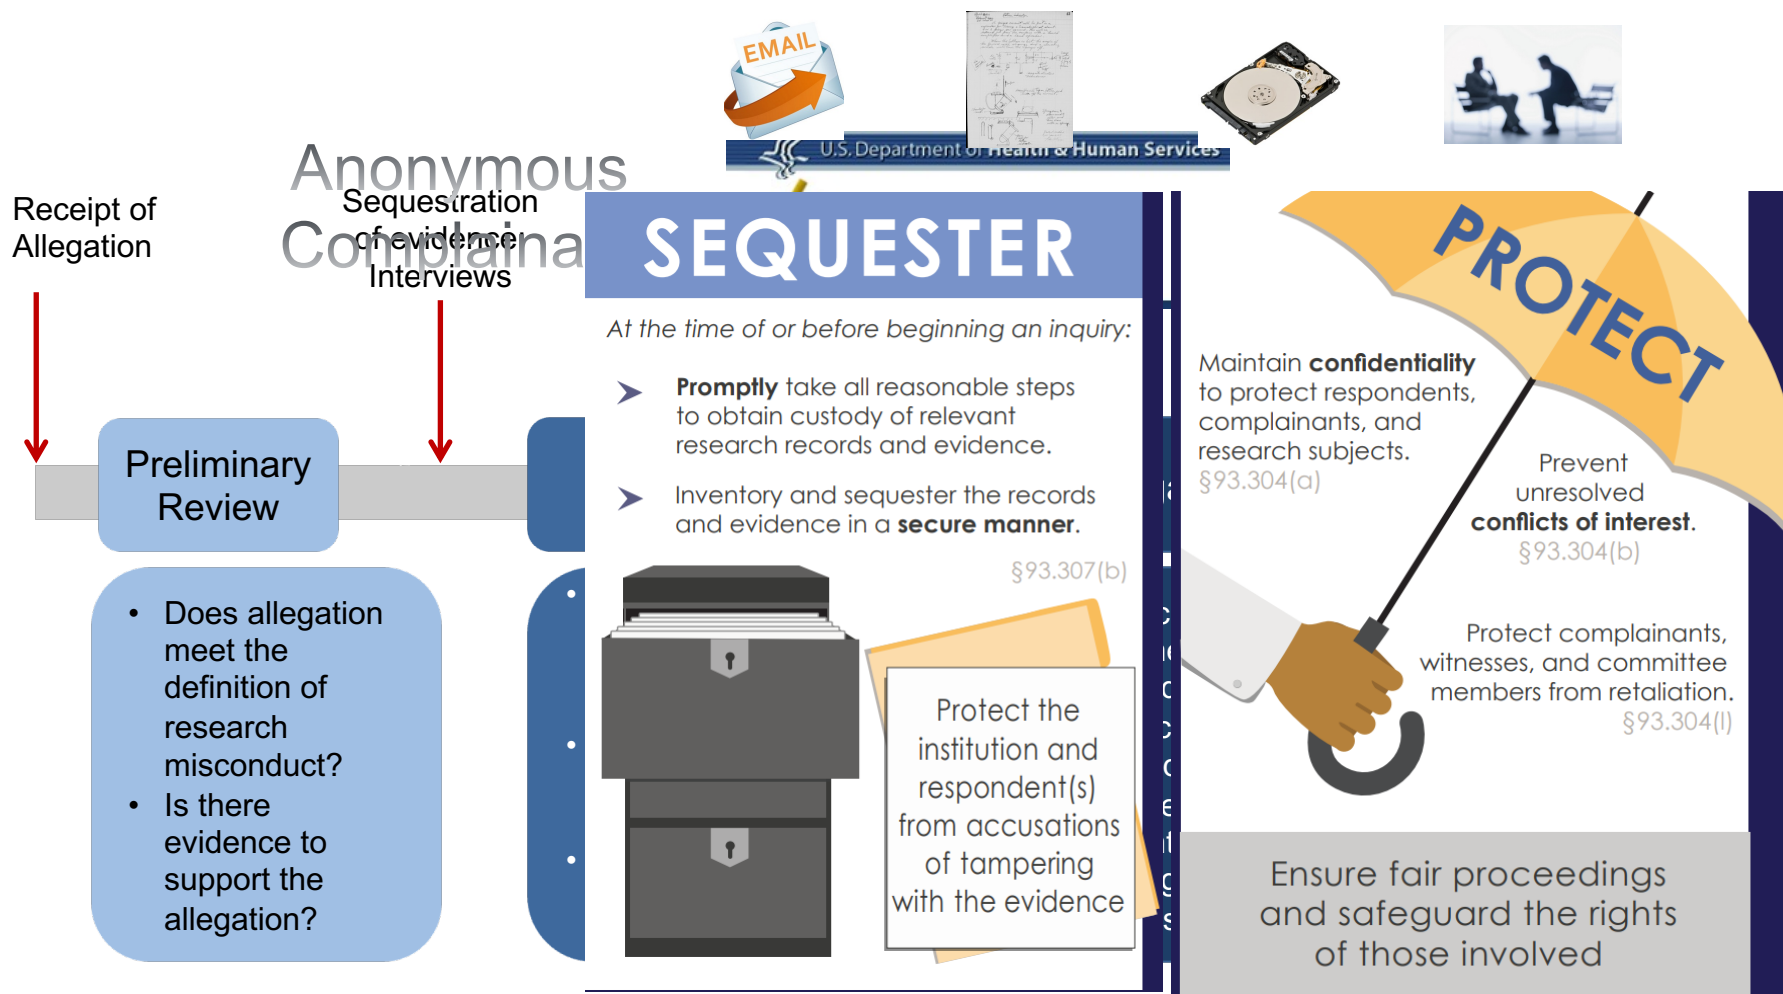 EMAIL
U.S. Department of Health & Human Services
Anonymous
Receipt of
Allegation
Sequestration
of evidence;
Interviews
SEQUESTER
At the time of or before beginning an inquiry:
➤ Promptly take all reasonable steps
to obtain custody of relevant
research records and evidence.
➤ Inventory and sequester the records
and evidence in a secure manner.
§93.307(b)
Protect the
institution and
respondent(s)
from accusations
of tampering
with the evidence
PROTECT
Maintain confidentiality
to protect respondents,
complainants, and
research subjects.
§93.304(a)
Prevent
unresolved
conflicts of interest.
§93.304(b)
Protect complainants,
witnesses, and committee
members from retaliation.
§93.304(l)
Ensure fair proceedings
and safeguard the rights
of those involved
Preliminary
Review
• Does allegation
meet the
definition of
research
misconduct?
• Is there
evidence to
support the
allegation?